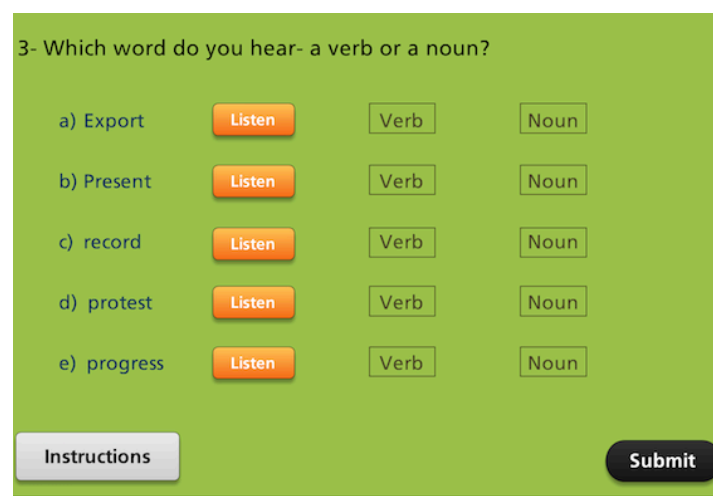 3- Which word do you hear- a verb or a noun?
a) Export Listen Verb Noun
b) Present Listen Verb Noun
c) record Listen Verb Noun
d) protest Listen Verb Noun
e) progress Listen Verb Noun
Instructions Submit